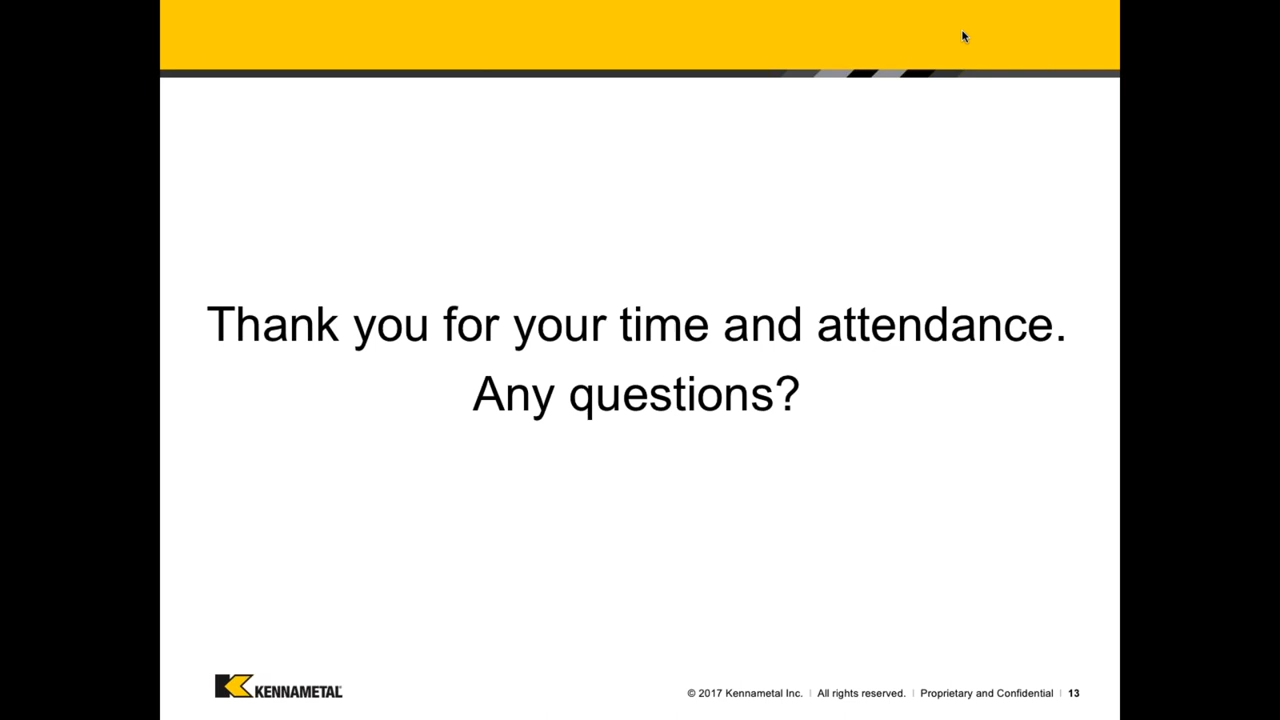 Thank you for your time and attendance.
Any questions?
KENNAMETAL
© 2017 Kennametal Inc. | All rights reserved. | Proprietary and Confidential | 13